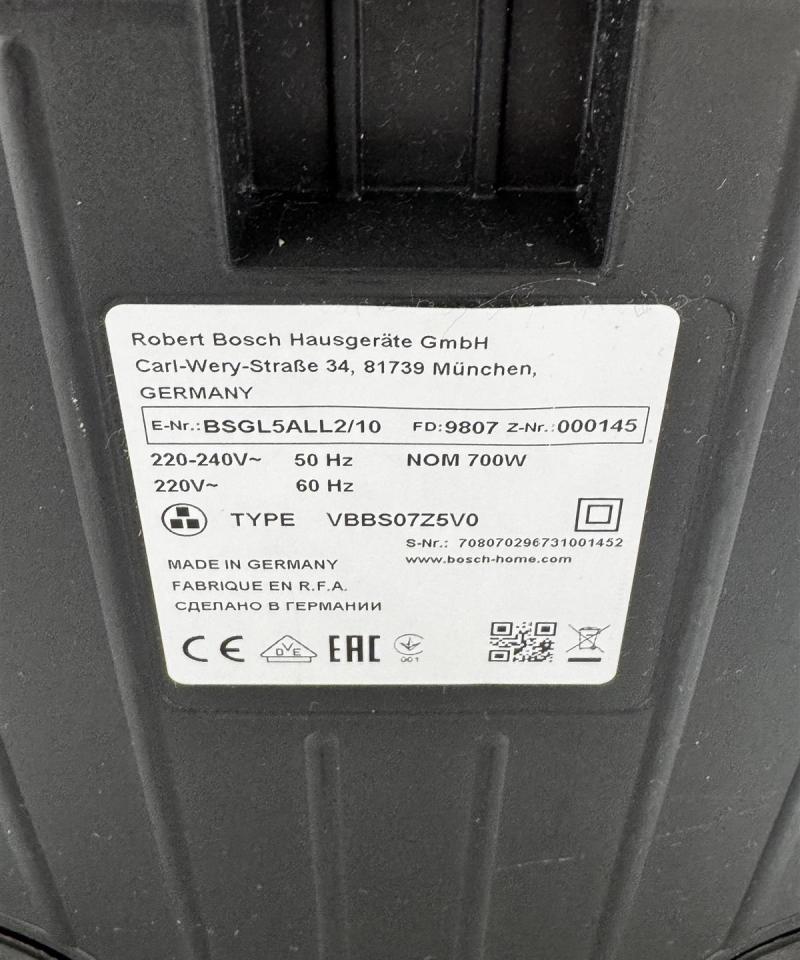 Robert Bosch Hausgeräte GmbH
Carl-Wery-Straße 34, 81739 München,
GERMANY
E-Nr.: BSGL5ALL2/10 FD: 9807 Z-Nr.: 000145
220-240V~ 50 Hz NOM 700W
220V~ 60 Hz
TYPE VBBS07Z5V0
S-Nr.: 708070296731001452
MADE IN GERMANY www.bosch-home.com
FABRIQUE EN R.F.A.
СДЕЛАНО В ГЕРМАНИИ
CE DVE EAC 001